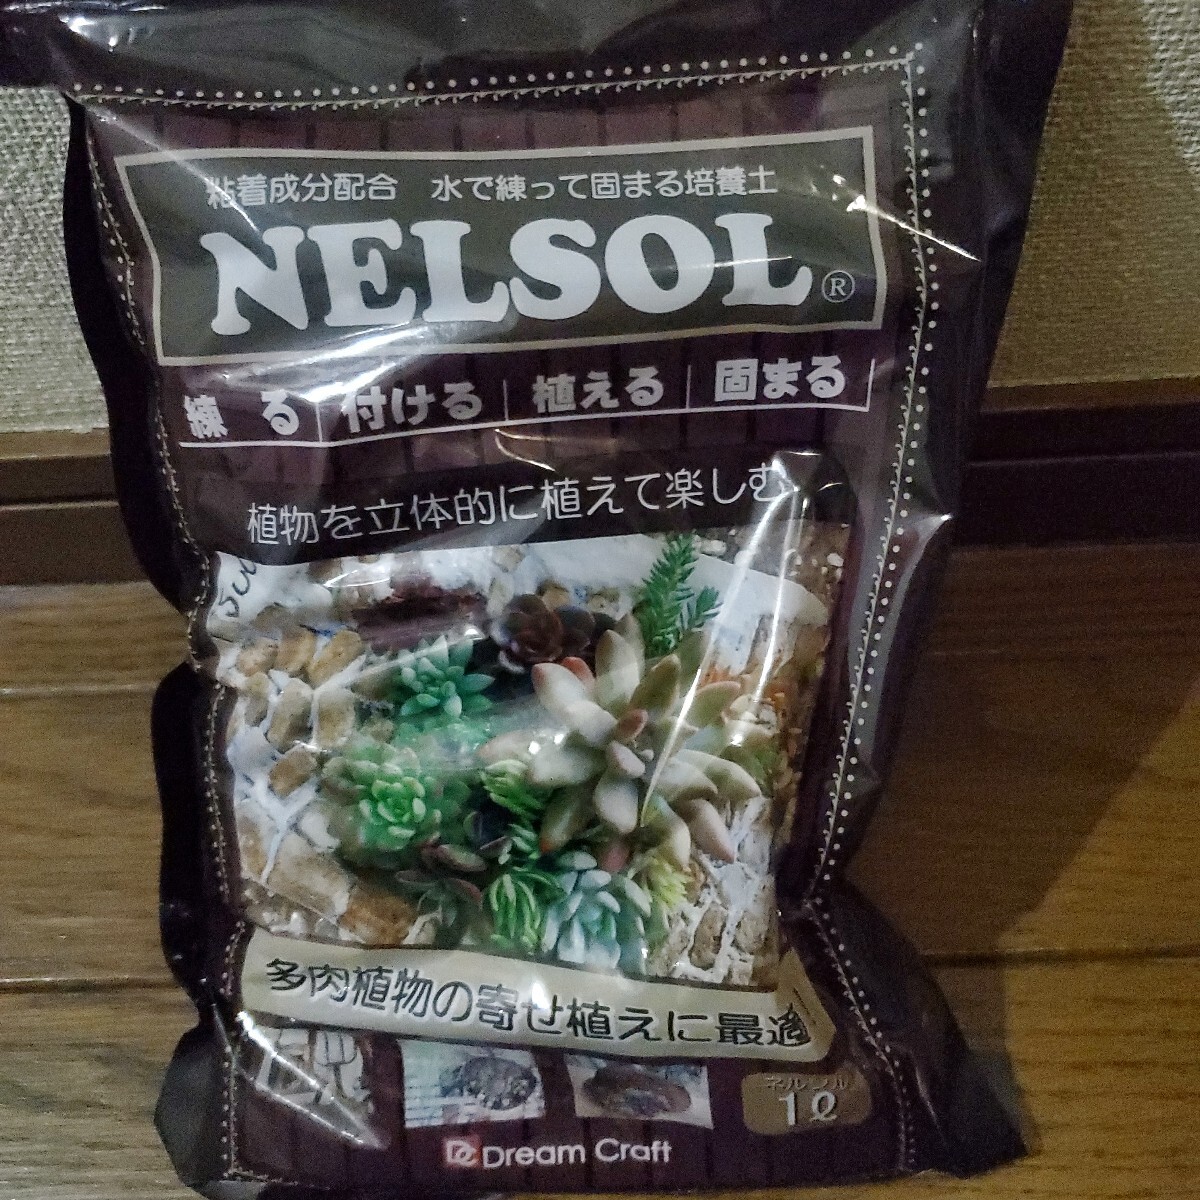 粘着成分配合 水で練って固まる培養土
NELSOL®
練る 付ける 植える 固まる
植物を立体的に植えて楽しむ
多肉植物の寄せ植えに最適
ネルソル
1ℓ
DC Dream Craft